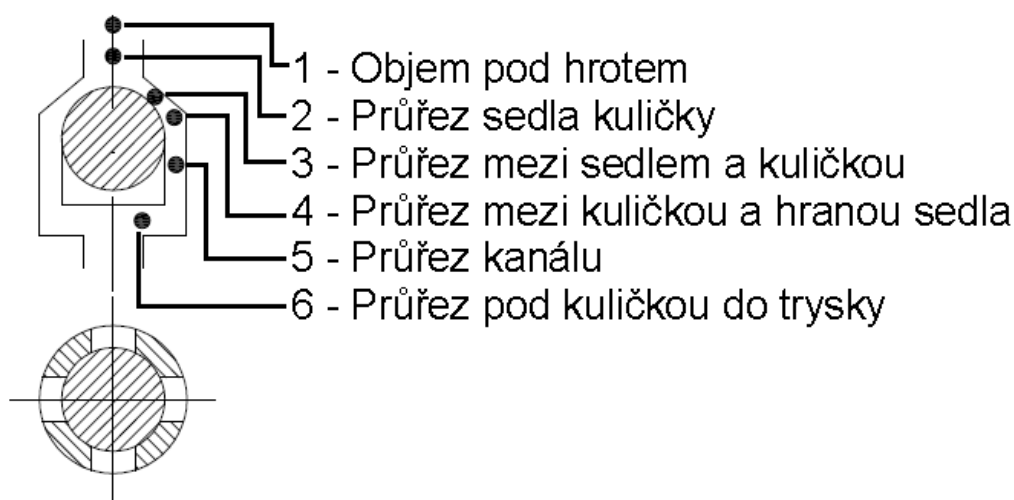 1 - Objem pod hrotem
2 - Průřez sedla kuličky
3 - Průřez mezi sedlem a kuličkou
4 - Průřez mezi kuličkou a hranou sedla
5 - Průřez kanálu
6 - Průřez pod kuličkou do trysky